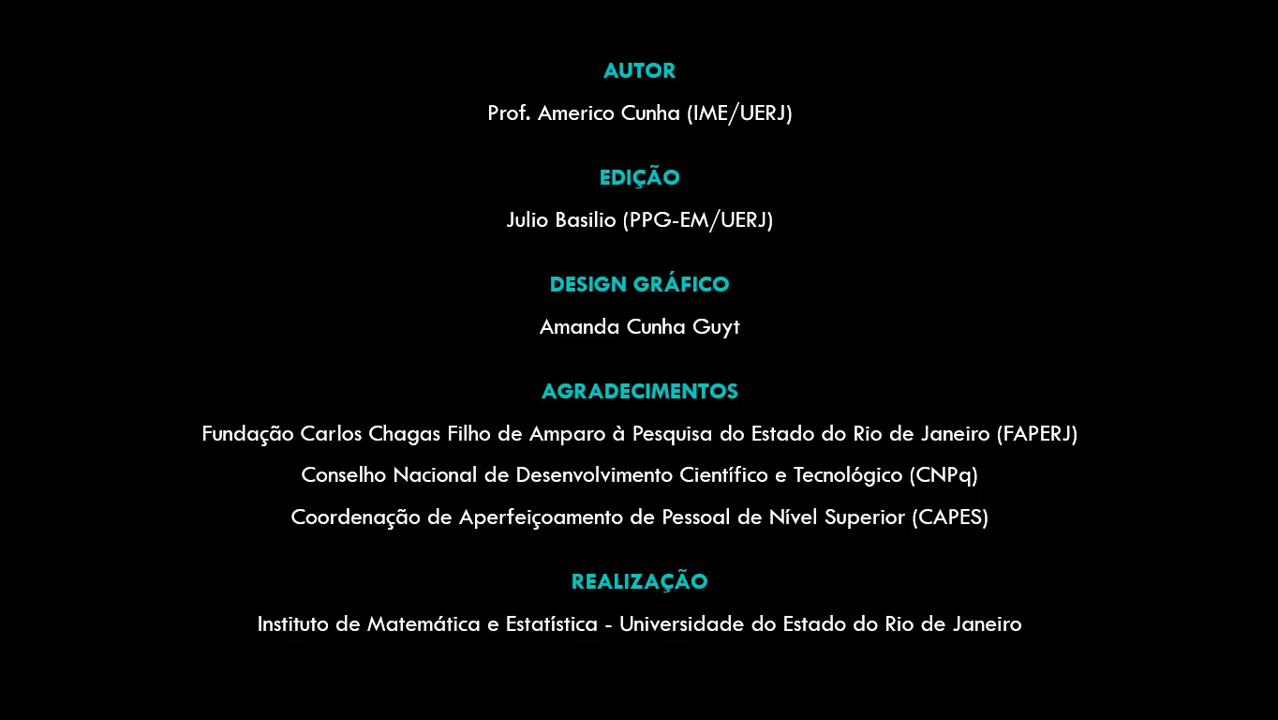 AUTOR
Prof. Americo Cunha (IME/UERJ)
EDIÇÃO
Julio Basilio (PPG-EM/UERJ)
DESIGN GRÁFICO
Amanda Cunha Guyt
AGRADECIMENTOS
Fundação Carlos Chagas Filho de Amparo à Pesquisa do Estado do Rio de Janeiro (FAPERJ)
Conselho Nacional de Desenvolvimento Científico e Tecnológico (CNPq)
Coordenação de Aperfeiçoamento de Pessoal de Nível Superior (CAPES)
REALIZAÇÃO
Instituto de Matemática e Estatística - Universidade do Estado do Rio de Janeiro